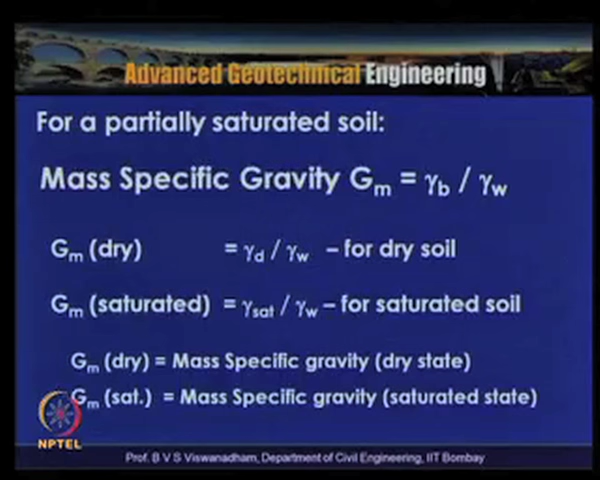 Advanced Geotechnical Engineering
For a partially saturated soil:
Mass Specific Gravity Gₘ = γb / γw
Gₘ (dry) = γd / γw – for dry soil
Gₘ (saturated) = γsat / γw – for saturated soil
Gₘ (dry) = Mass Specific gravity (dry state)
Gₘ (sat.) = Mass Specific gravity (saturated state)
NPTEL
Prof. B V S Viswanadham, Department of Civil Engineering, IIT Bombay